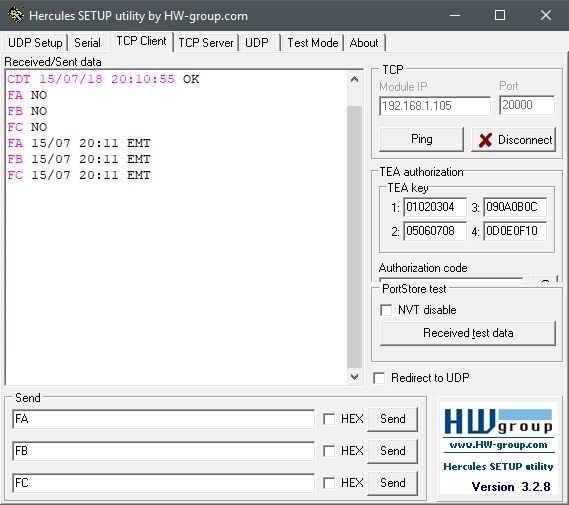 Hercules SETUP utility by HW-group.com
UDP Setup Serial TCP Client TCP Server UDP Test Mode About
Received/Sent data
CDT 15/07/18 20:10:55 OK
FA NO
FB NO
FC NO
FA 15/07 20:11 EMT
FB 15/07 20:11 EMT
FC 15/07 20:11 EMT
TCP
Module IP Port
192.168.1.105 20000
Ping Disconnect
TEA authorization
TEA key
1: 01020304 3: 090A0B0C
2: 05060708 4: 0D0E0F10
Authorization code
PortStore test
NVT disable
Received test data
Redirect to UDP
Send
FA HEX Send
FB HEX Send
FC HEX Send
HW group
www.HW-group.com
Hercules SETUP utility
Version 3.2.8